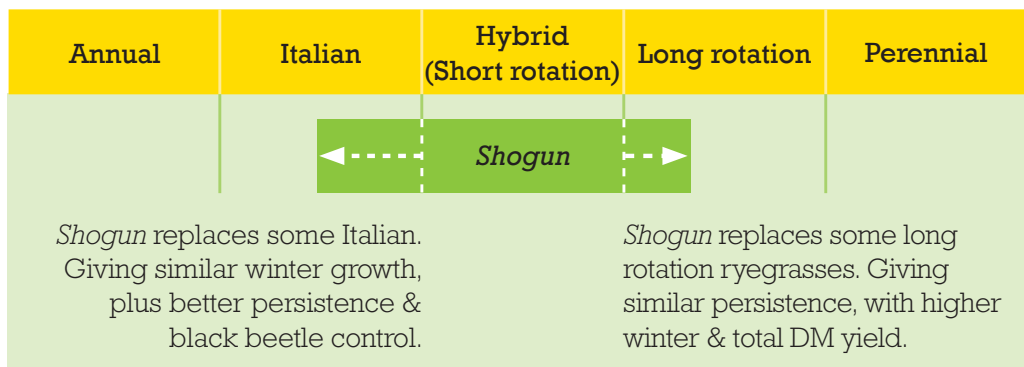 Annual
Italian
Hybrid
(Short rotation)
Long rotation
Perennial
Shogun
Shogun replaces some Italian.
Giving similar winter growth,
plus better persistence &
black beetle control.
Shogun replaces some long
rotation ryegrasses. Giving
similar persistence, with higher
winter & total DM yield.